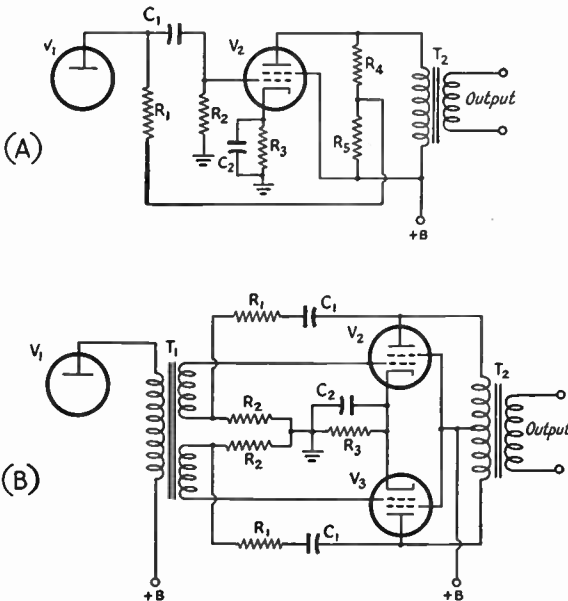 C1
V1
V2
R4
T2
Output
R1
R2
R3
R5
C2
(A)
+B
R1
C1
V2
V1
T1
T2
C2
R2
R3
R2
Output
V3
(B)
R1
C1
+B
+B